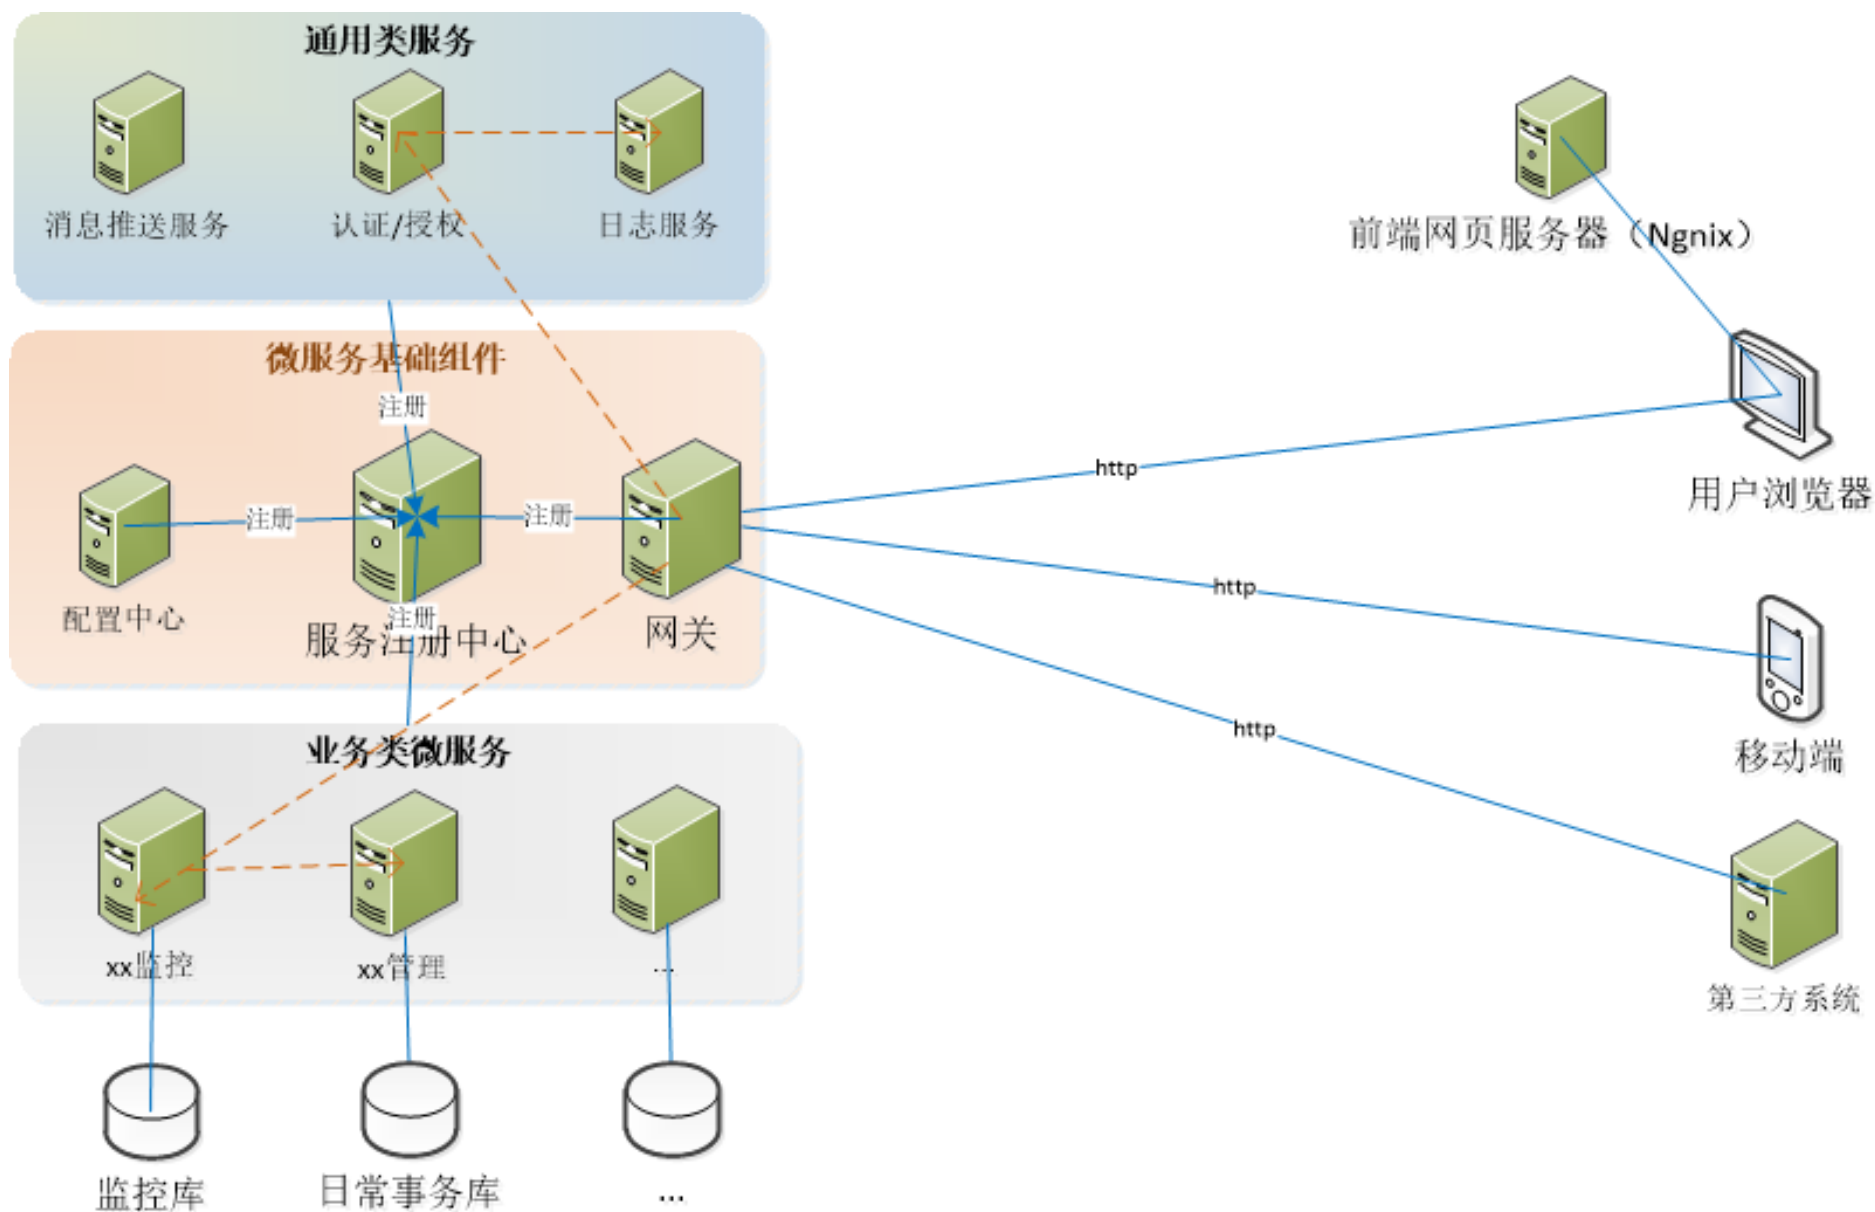 通用类服务
消息推送服务
认证/授权
日志服务
前端网页服务器（Ngnix）
微服务基础组件
注册
注册
注册
注册
配置中心
服务注册中心
网关
http
http
http
用户浏览器
移动端
第三方系统
业务类微服务
xx监控
xx管理
...
监控库
日常事务库
...